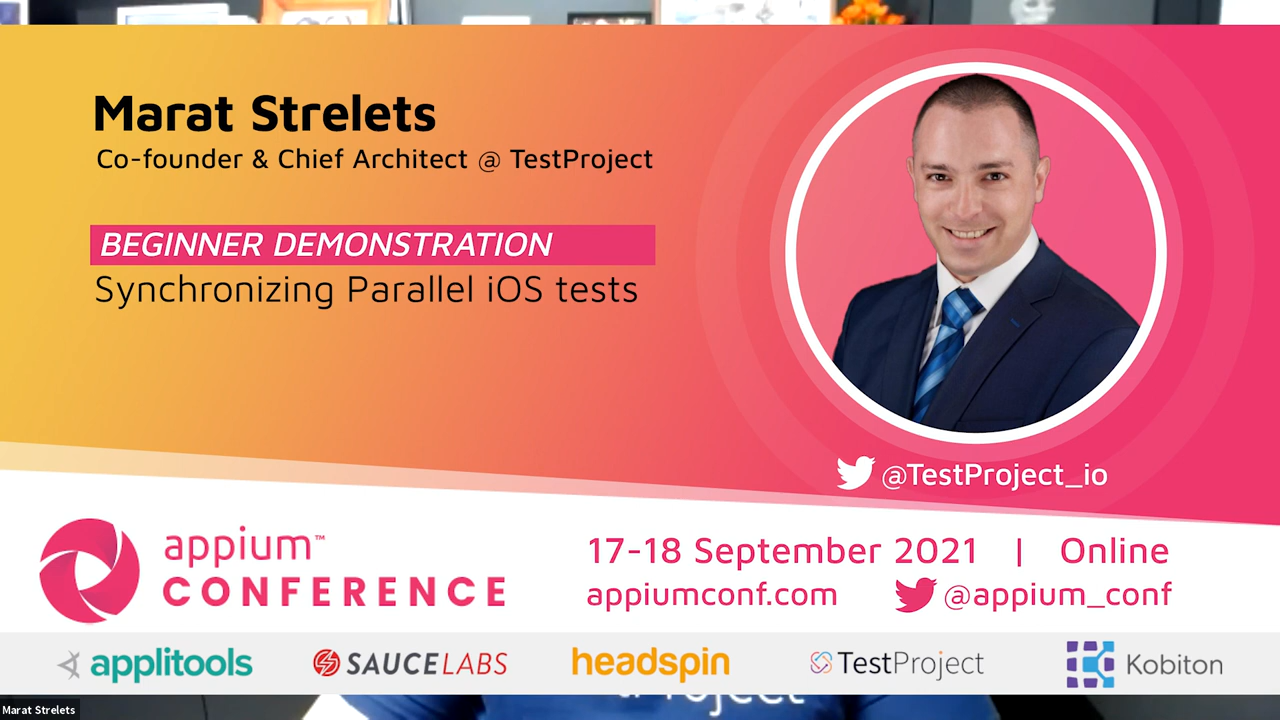 Marat Strelets
Co-founder & Chief Architect @ TestProject
BEGINNER DEMONSTRATION
Synchronizing Parallel iOS tests
@TestProject_io
appium™
CONFERENCE
17-18 September 2021 | Online
appiumconf.com @appium_conf
applitools SAUCELABS headspin TestProject Kobiton
Marat Strelets